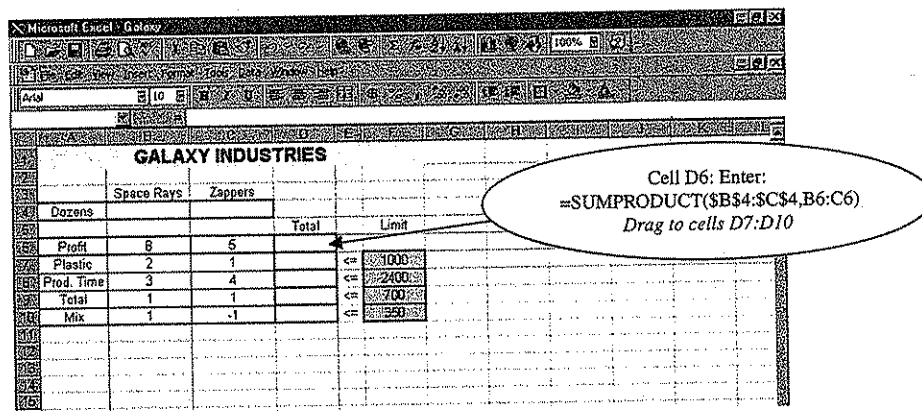 Microsoft Excel - Galaxy
100%
File Edit View Insert Format Tools Data Window Help
Arial 10 B I U
A B C D E F G H I J K L
GALAXY INDUSTRIES
Space Rays Zappers
Dozens
Total Limit
Profit 8 5
Plastic 2 1 <= 1000
Prod. Time 3 4 <= 2400
Total 1 1 <= 700
Mix 1 -1 <= 350
Cell D6: Enter:
=SUMPRODUCT($B$4:$C$4,B6:C6)
Drag to cells D7:D10